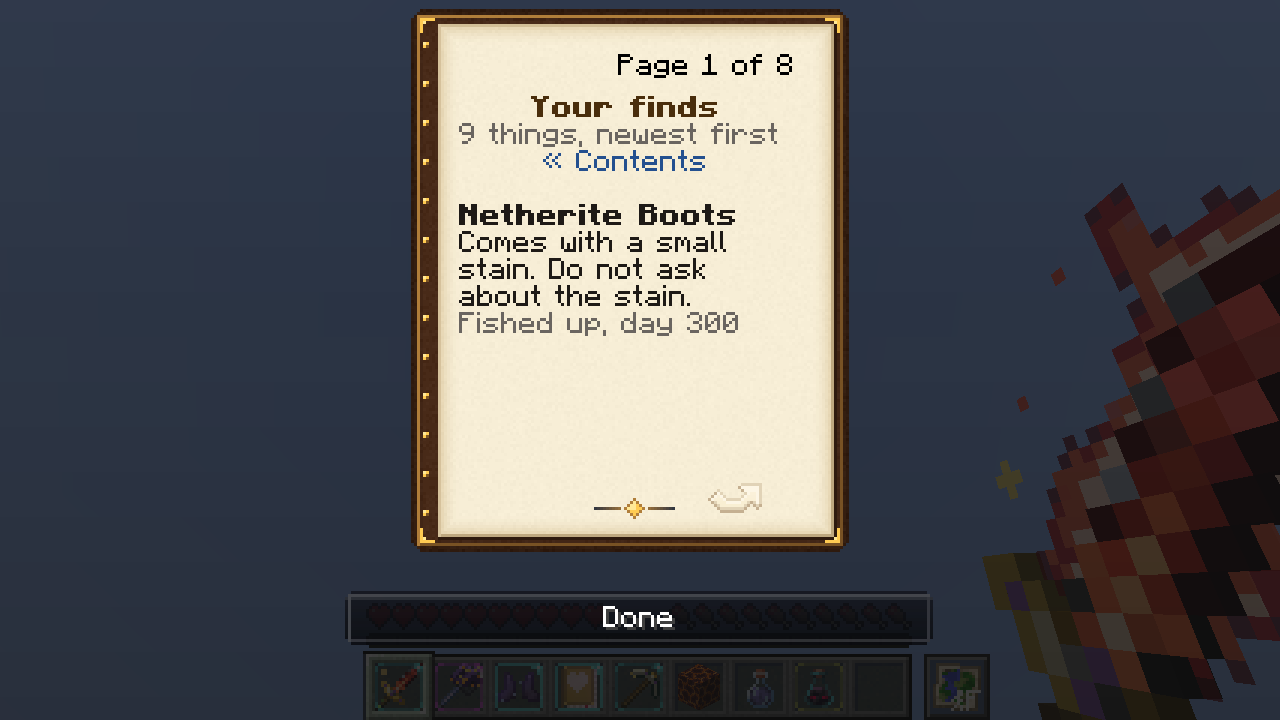 Page 1 of 8
Your finds
9 things, newest first
« Contents
Netherite Boots
Comes with a small
stain. Do not ask
about the stain.
Fished up, day 300
Done